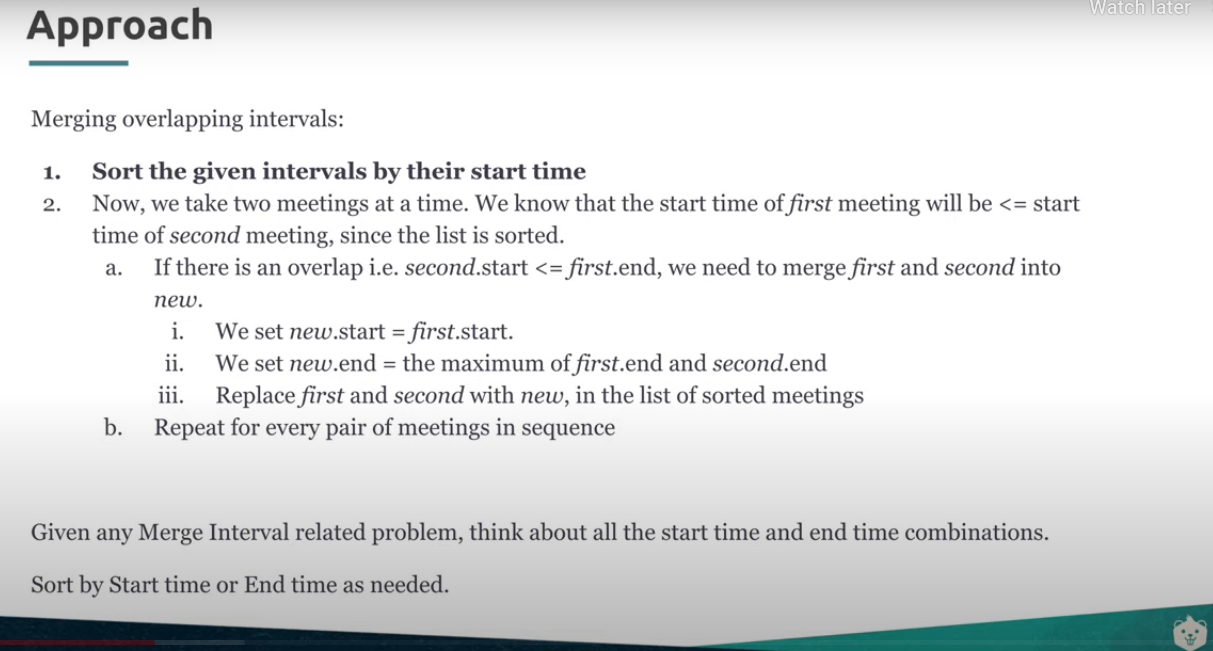 Watch later
Approach
Merging overlapping intervals:
1. Sort the given intervals by their start time
2. Now, we take two meetings at a time. We know that the start time of first meeting will be <= start
time of second meeting, since the list is sorted.
a. If there is an overlap i.e. second.start <= first.end, we need to merge first and second into
new.
i. We set new.start = first.start.
ii. We set new.end = the maximum of first.end and second.end
iii. Replace first and second with new, in the list of sorted meetings
b. Repeat for every pair of meetings in sequence
Given any Merge Interval related problem, think about all the start time and end time combinations.
Sort by Start time or End time as needed.